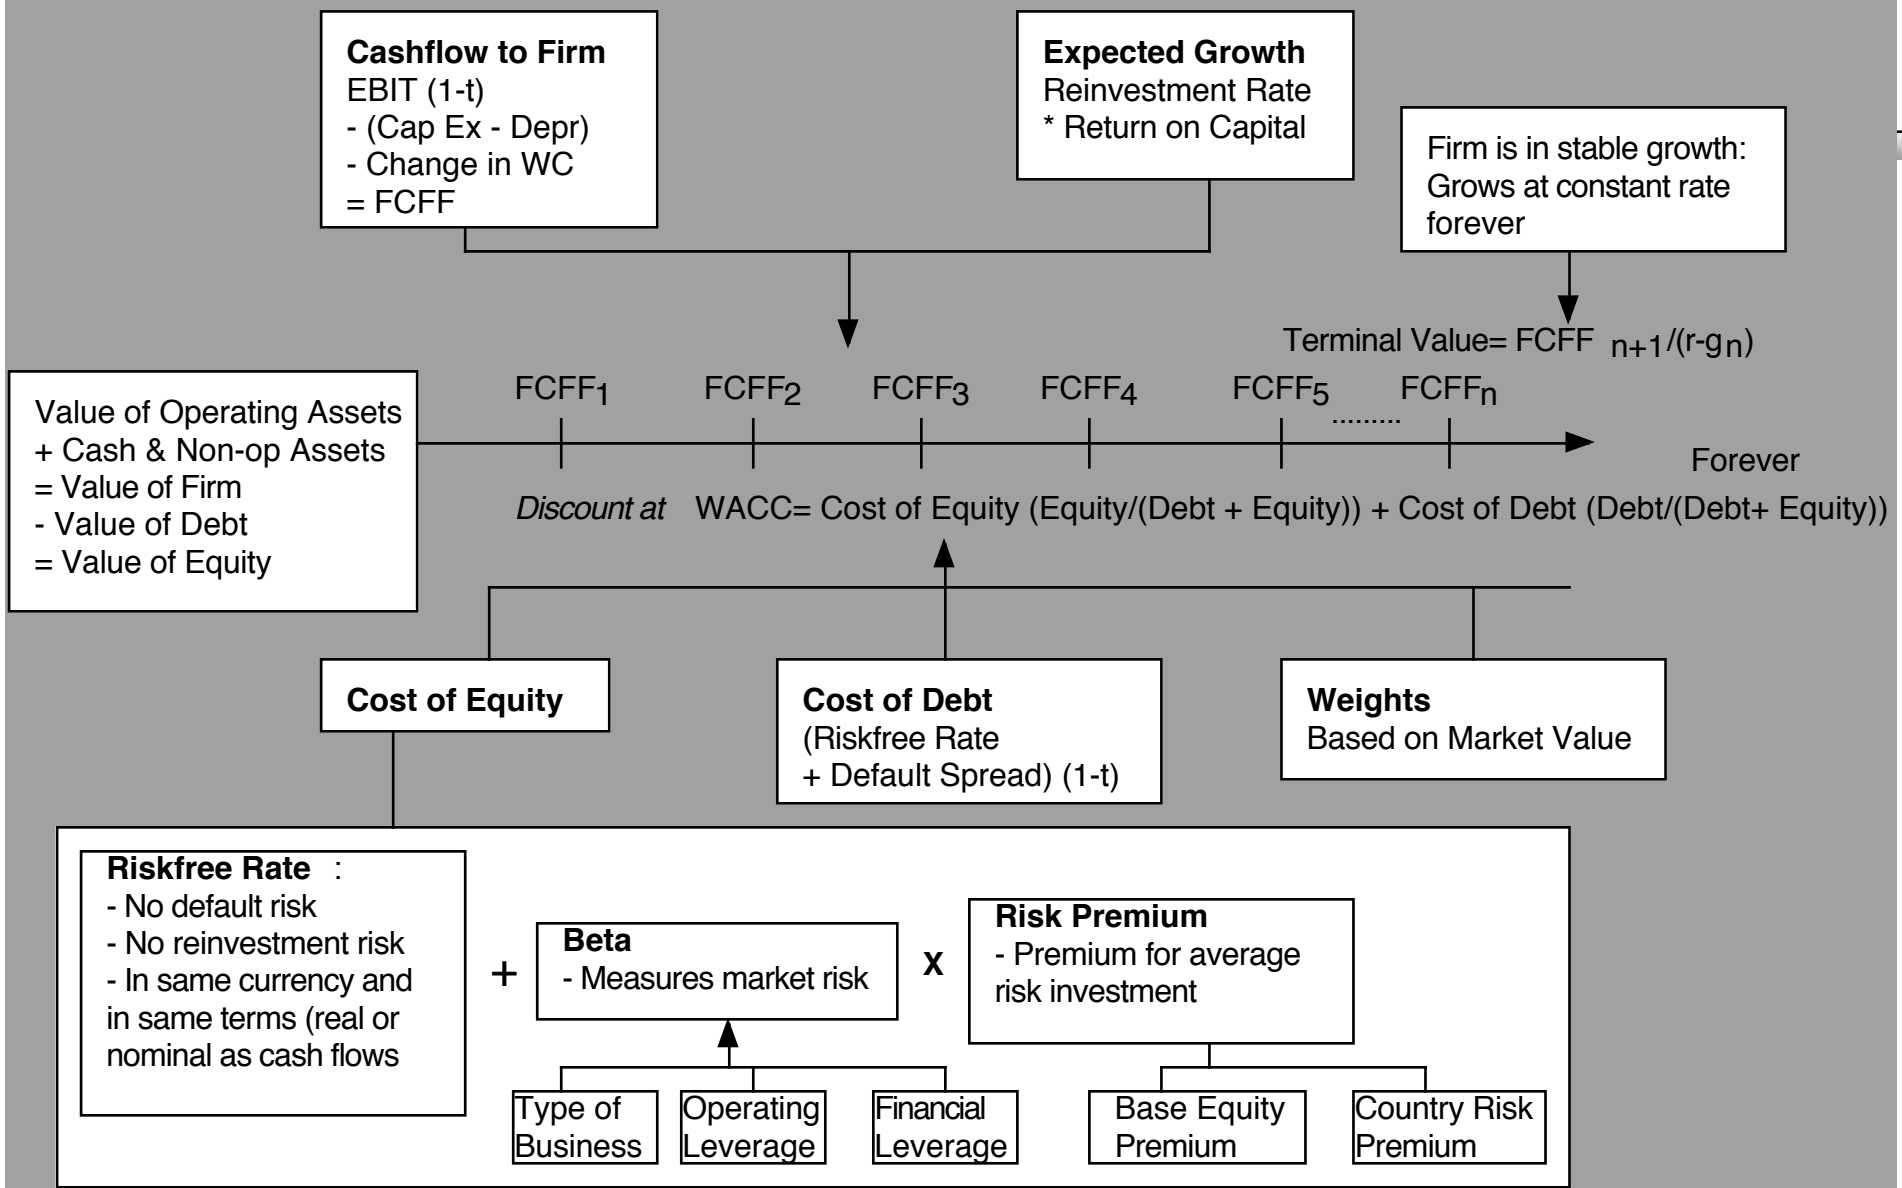 Cashflow to Firm
EBIT (1-t)
- (Cap Ex - Depr)
- Change in WC
= FCFF
Expected Growth
Reinvestment Rate
* Return on Capital
Firm is in stable growth:
Grows at constant rate
forever
Terminal Value= FCFF n+1/(r-gn)
FCFF1 FCFF2 FCFF3 FCFF4 FCFF5 ......... FCFFn
Forever
Value of Operating Assets
+ Cash & Non-op Assets
= Value of Firm
- Value of Debt
= Value of Equity
Discount at WACC= Cost of Equity (Equity/(Debt + Equity)) + Cost of Debt (Debt/(Debt+ Equity))
Cost of Equity
Cost of Debt
(Riskfree Rate
+ Default Spread) (1-t)
Weights
Based on Market Value
Riskfree Rate :
- No default risk
- No reinvestment risk
- In same currency and
in same terms (real or
nominal as cash flows
+
Beta
- Measures market risk
X
Risk Premium
- Premium for average
risk investment
Type of
Business
Operating
Leverage
Financial
Leverage
Base Equity
Premium
Country Risk
Premium